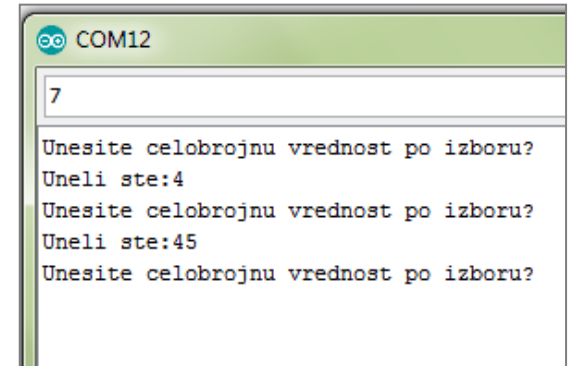 COM12
7
Unesite celobrojnu vrednost po izboru?
Uneli ste:4
Unesite celobrojnu vrednost po izboru?
Uneli ste:45
Unesite celobrojnu vrednost po izboru?